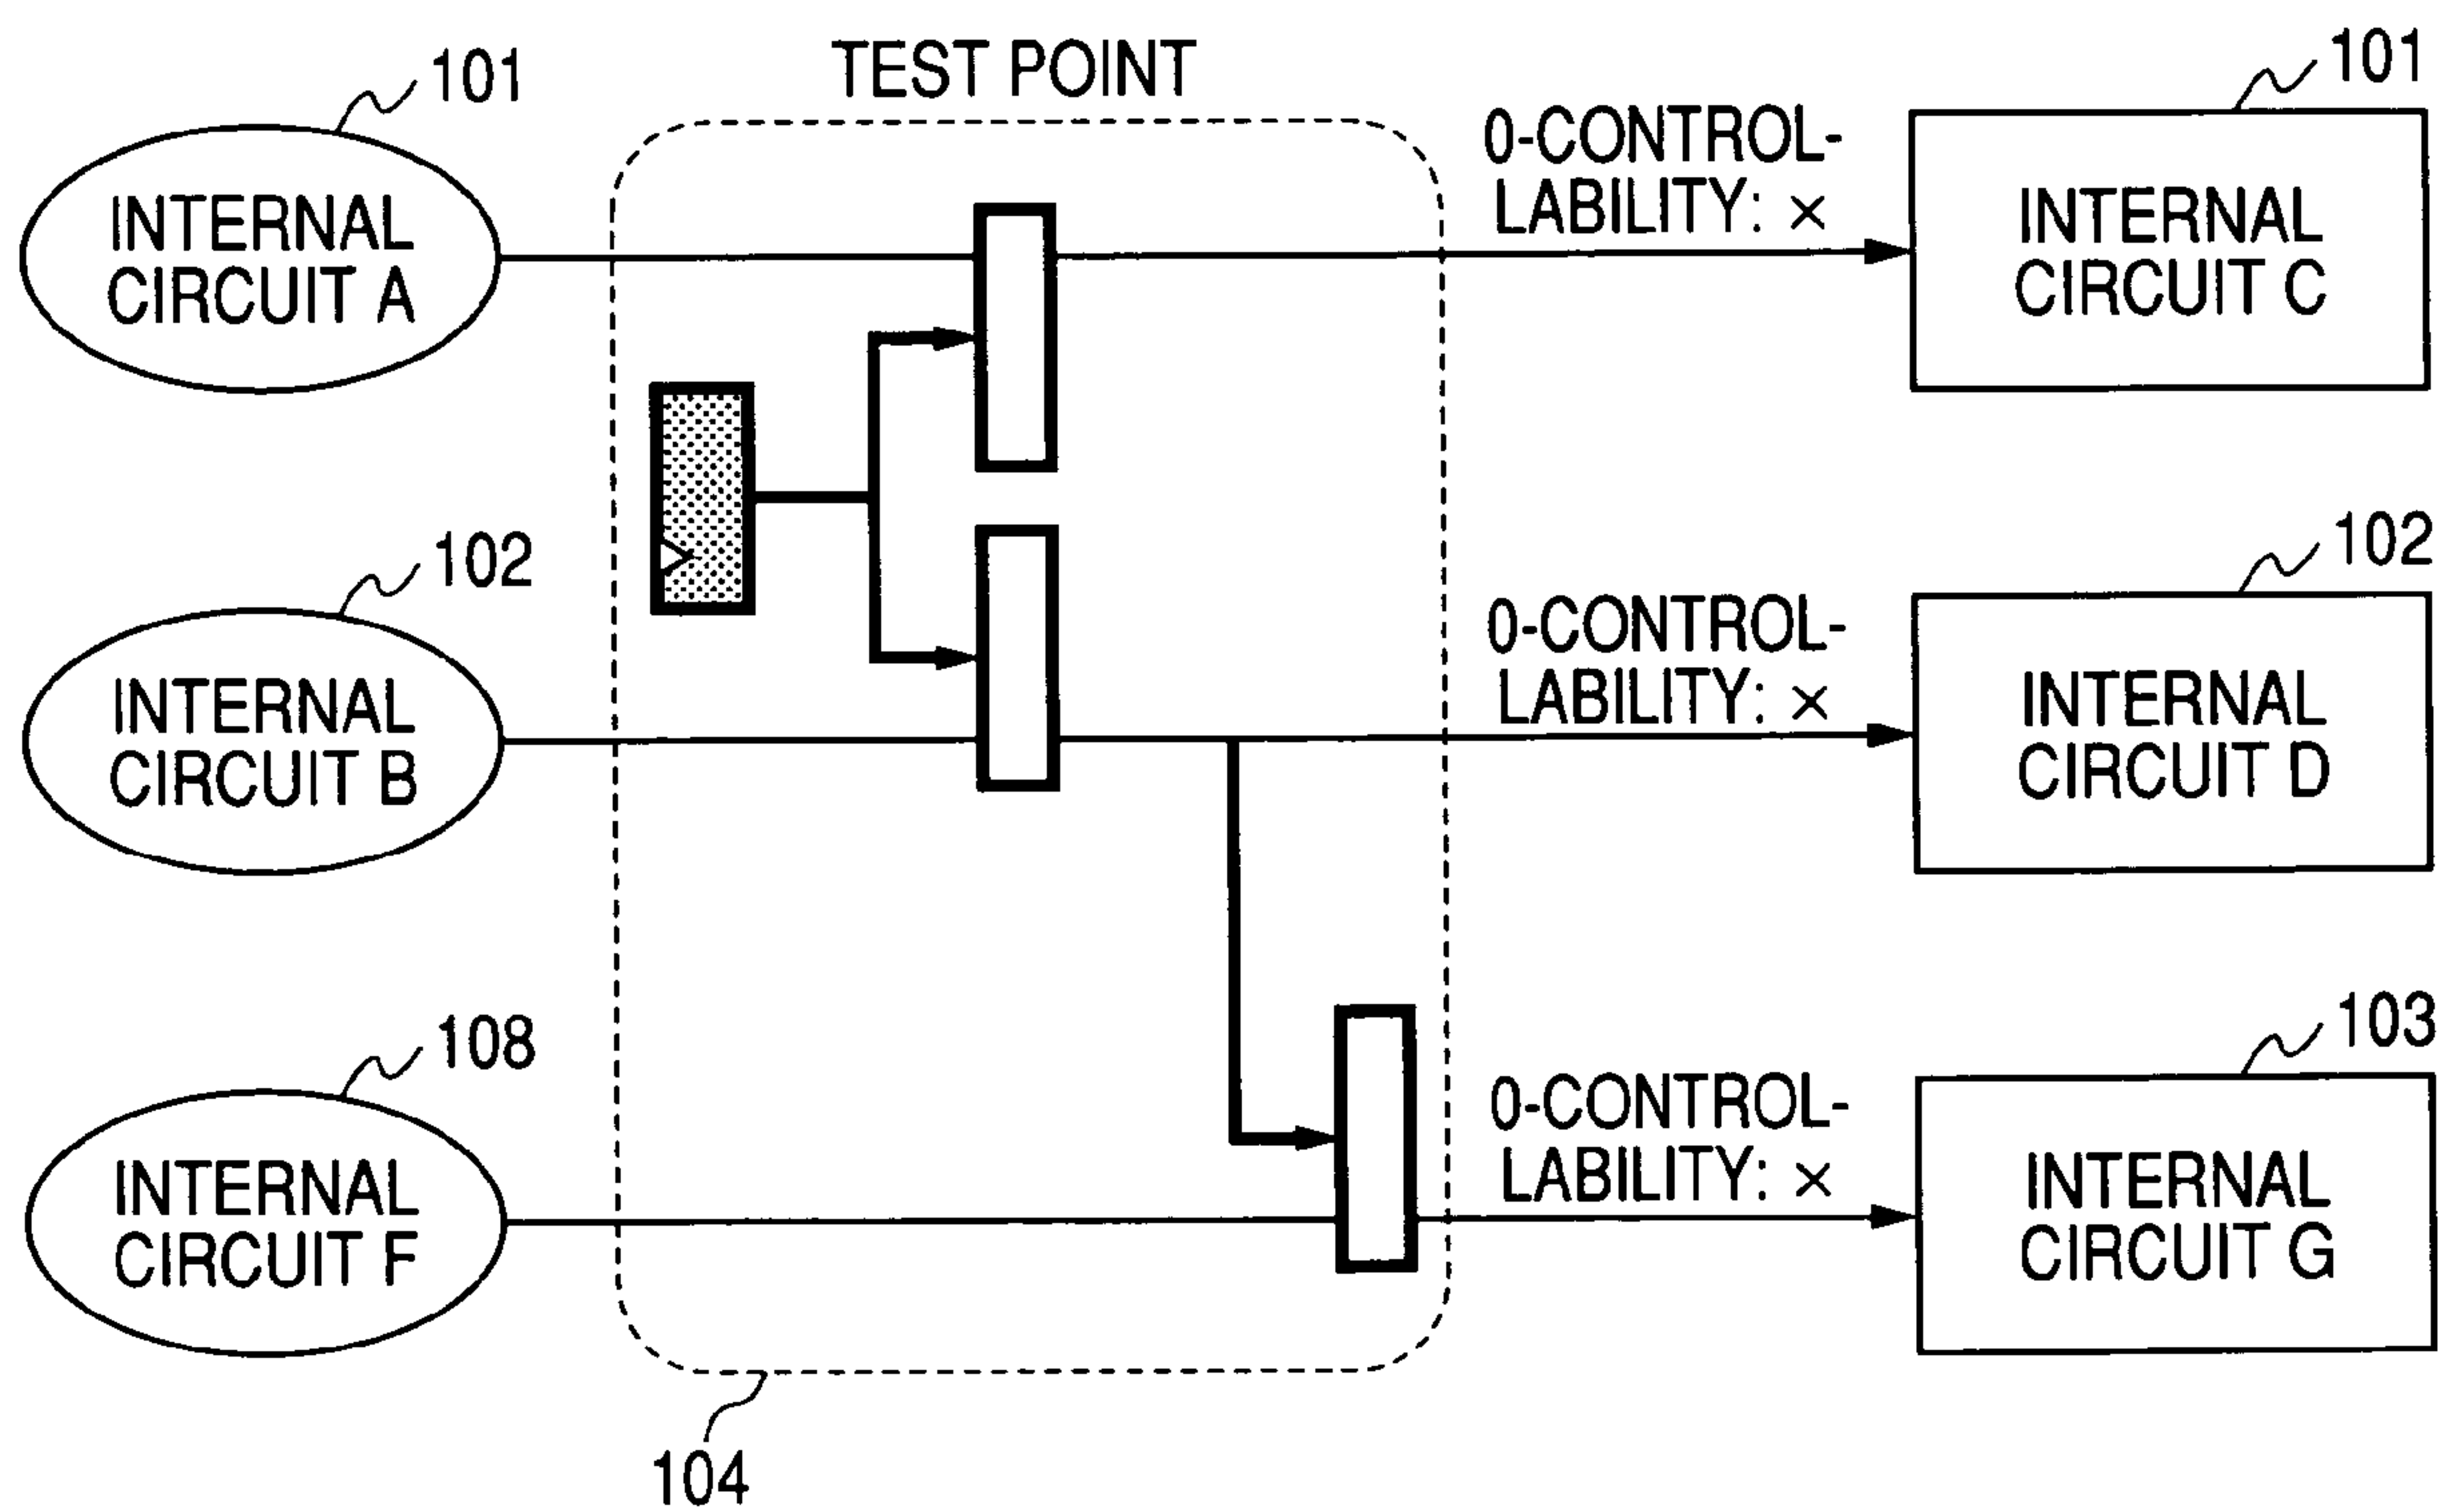 TEST POINT
101
INTERNAL
CIRCUIT A
0-CONTROL-
LABILITY: ×
101
INTERNAL
CIRCUIT C
102
INTERNAL
CIRCUIT B
0-CONTROL-
LABILITY: ×
102
INTERNAL
CIRCUIT D
108
INTERNAL
CIRCUIT F
0-CONTROL-
LABILITY: ×
103
INTERNAL
CIRCUIT G
104